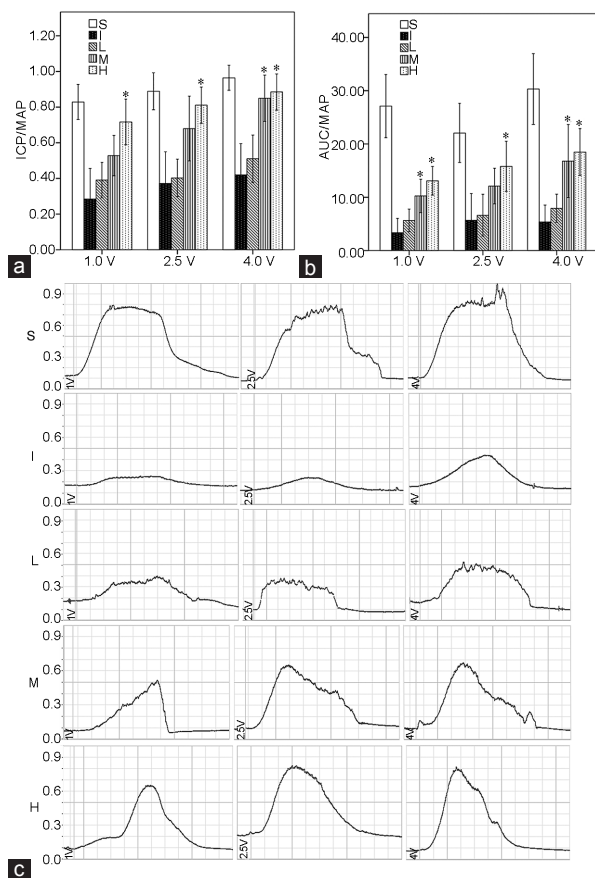 S
I
L
M
H
*
*
*
*
ICP/MAP
1.20
1.00
0.80
0.60
0.40
0.20
0.00
1.0 V
2.5 V
4.0 V
a
S
I
L
M
H
*
*
*
*
*
AUC/MAP
40.00
30.00
20.00
10.00
00.00
1.0 V
2.5 V
4.0 V
b
S
0.9
0.6
0.3
0.0
1V
2.5V
4V
I
0.9
0.6
0.3
0.0
1V
2.5V
4V
L
0.9
0.6
0.3
0.0
1V
2.5V
4V
M
0.9
0.6
0.3
0.0
1V
2.5V
4V
H
0.9
0.6
0.3
0.0
1V
2.5V
4V
c